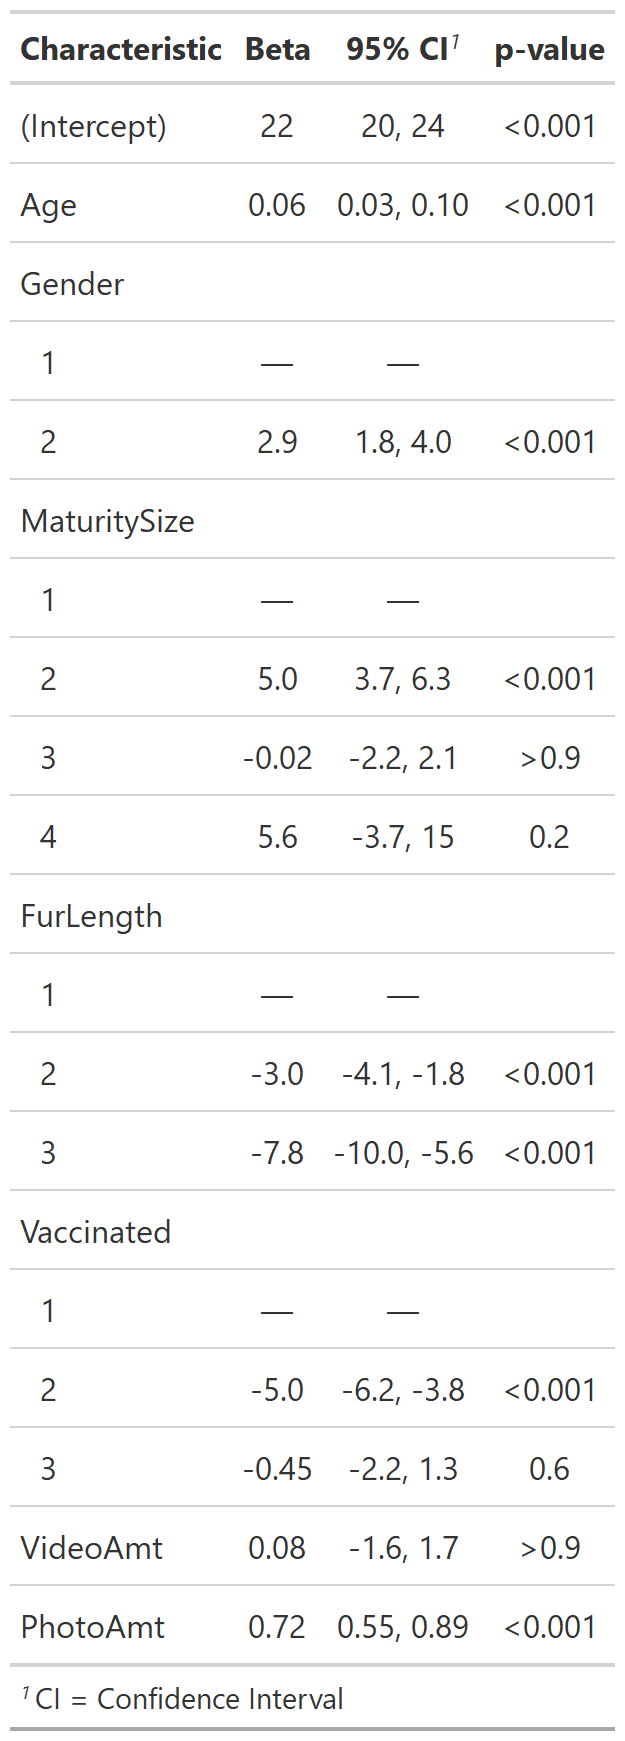 Characteristic Beta 95% CI¹ p-value
(Intercept) 22 20, 24 <0.001
Age 0.06 0.03, 0.10 <0.001
Gender
1 — —
2 2.9 1.8, 4.0 <0.001
MaturitySize
1 — —
2 5.0 3.7, 6.3 <0.001
3 -0.02 -2.2, 2.1 >0.9
4 5.6 -3.7, 15 0.2
FurLength
1 — —
2 -3.0 -4.1, -1.8 <0.001
3 -7.8 -10.0, -5.6 <0.001
Vaccinated
1 — —
2 -5.0 -6.2, -3.8 <0.001
3 -0.45 -2.2, 1.3 0.6
VideoAmt 0.08 -1.6, 1.7 >0.9
PhotoAmt 0.72 0.55, 0.89 <0.001
¹ CI = Confidence Interval